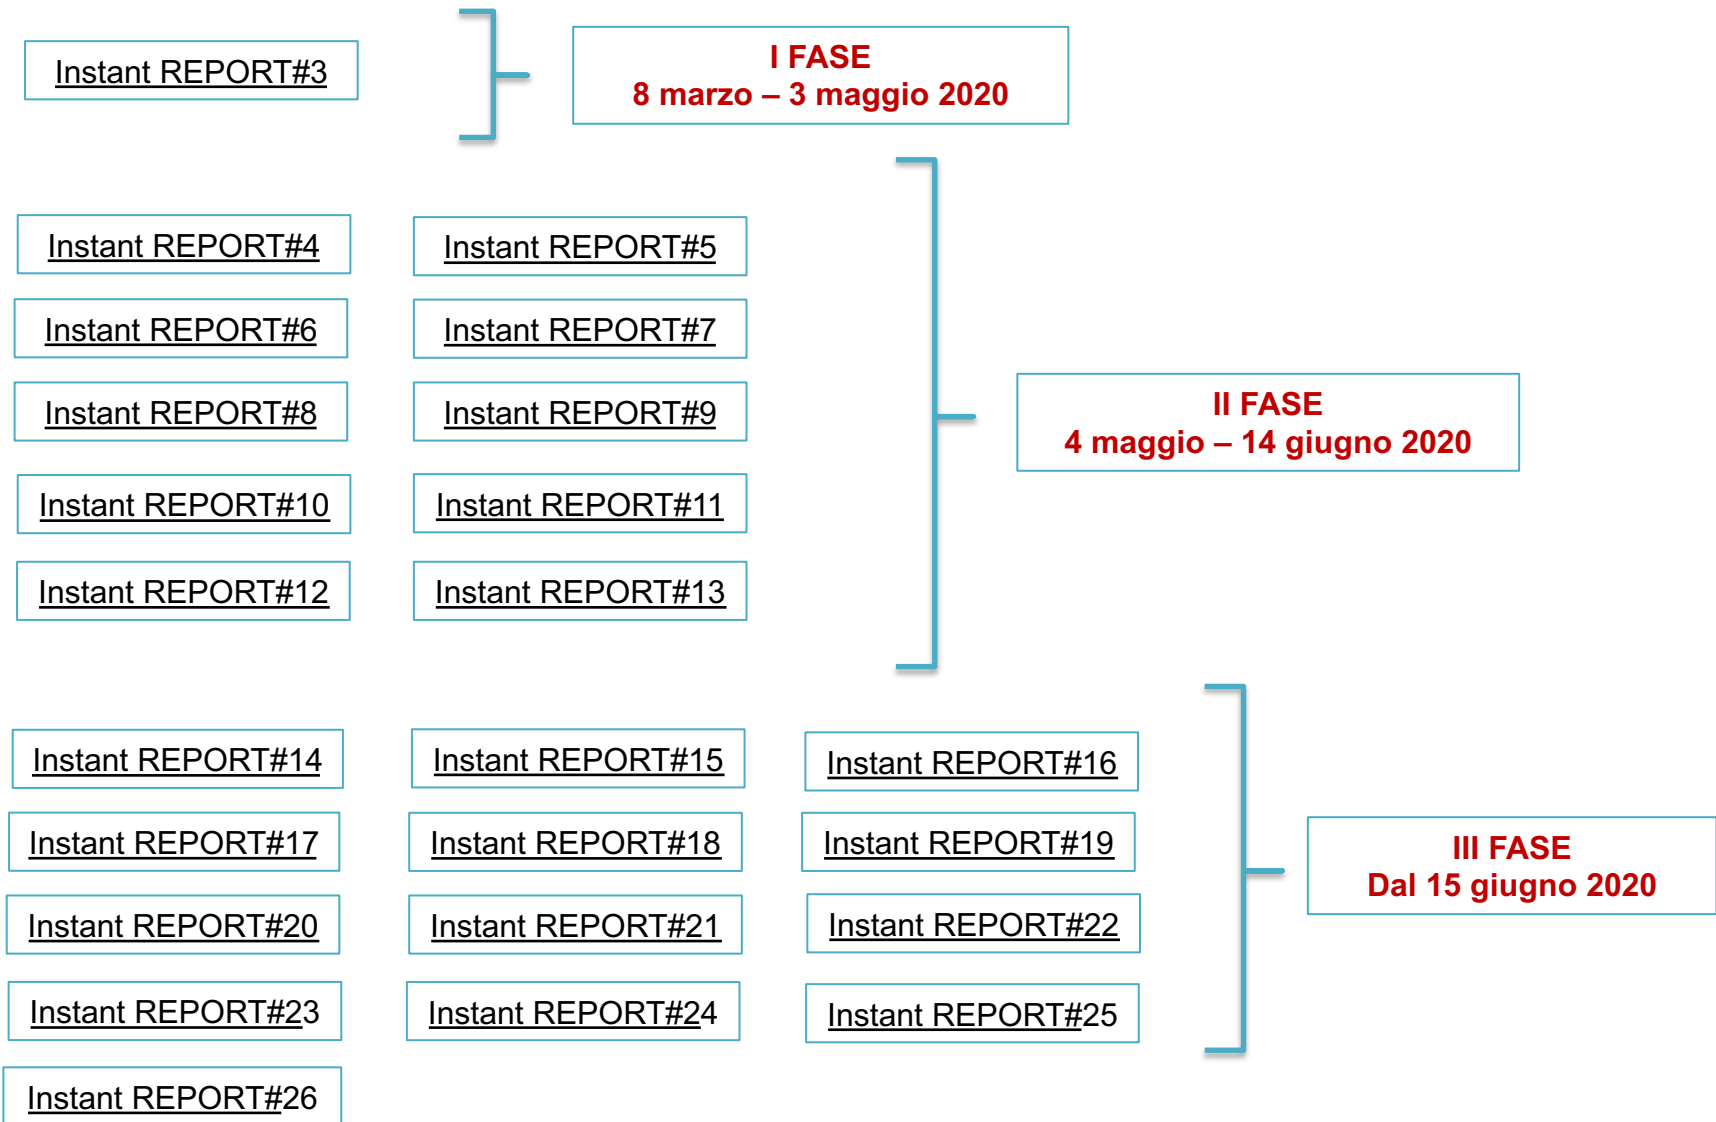 Instant REPORT#3
I FASE
8 marzo – 3 maggio 2020
Instant REPORT#4
Instant REPORT#5
Instant REPORT#6
Instant REPORT#7
Instant REPORT#8
Instant REPORT#9
Instant REPORT#10
Instant REPORT#11
Instant REPORT#12
Instant REPORT#13
II FASE
4 maggio – 14 giugno 2020
Instant REPORT#14
Instant REPORT#15
Instant REPORT#16
Instant REPORT#17
Instant REPORT#18
Instant REPORT#19
Instant REPORT#20
Instant REPORT#21
Instant REPORT#22
Instant REPORT#23
Instant REPORT#24
Instant REPORT#25
Instant REPORT#26
III FASE
Dal 15 giugno 2020